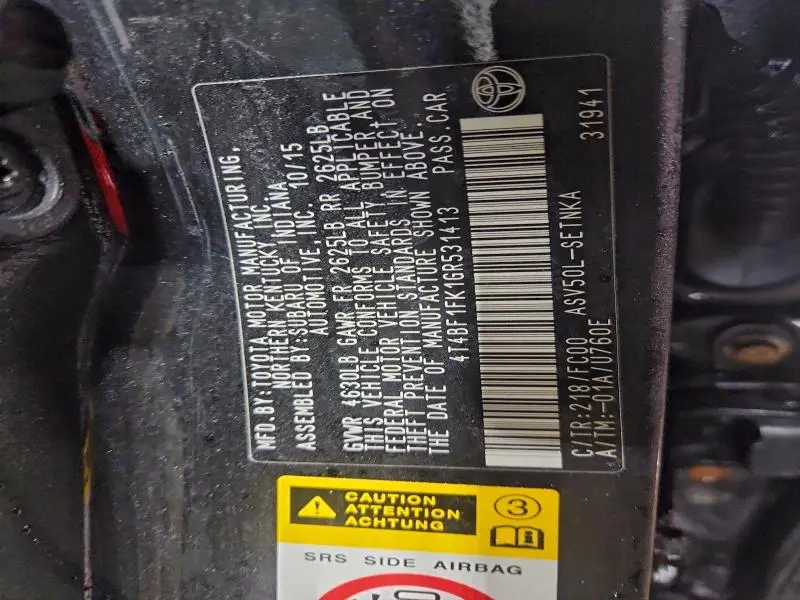 MFD.BY:TOYOTA MOTOR MANUFACTURING,
NORTHERN KENTUCKY INC.
ASSEMBLED BY:SUBARU OF INDIANA
AUTOMOTIVE,INC. 10/15
GVWR 4630LB GAWR FR 2625LB RR 2625LB
THIS VEHICLE CONFORMS TO ALL APPLICABLE
FEDERAL MOTOR VEHICLE SAFETY BUMPER AND
THEFT PREVENTION STANDARDS IN EFFECT ON
THE DATE OF MANUFACTURE SHOWN ABOVE.
4T4BF1FK1GR531413 PASS.CAR
C/TR:218/FC00 ASV50L-SETNKA
A/TM:-01A/U760E 31941
CAUTION
ATTENTION
ACHTUNG
3
SRS SIDE AIRBAG